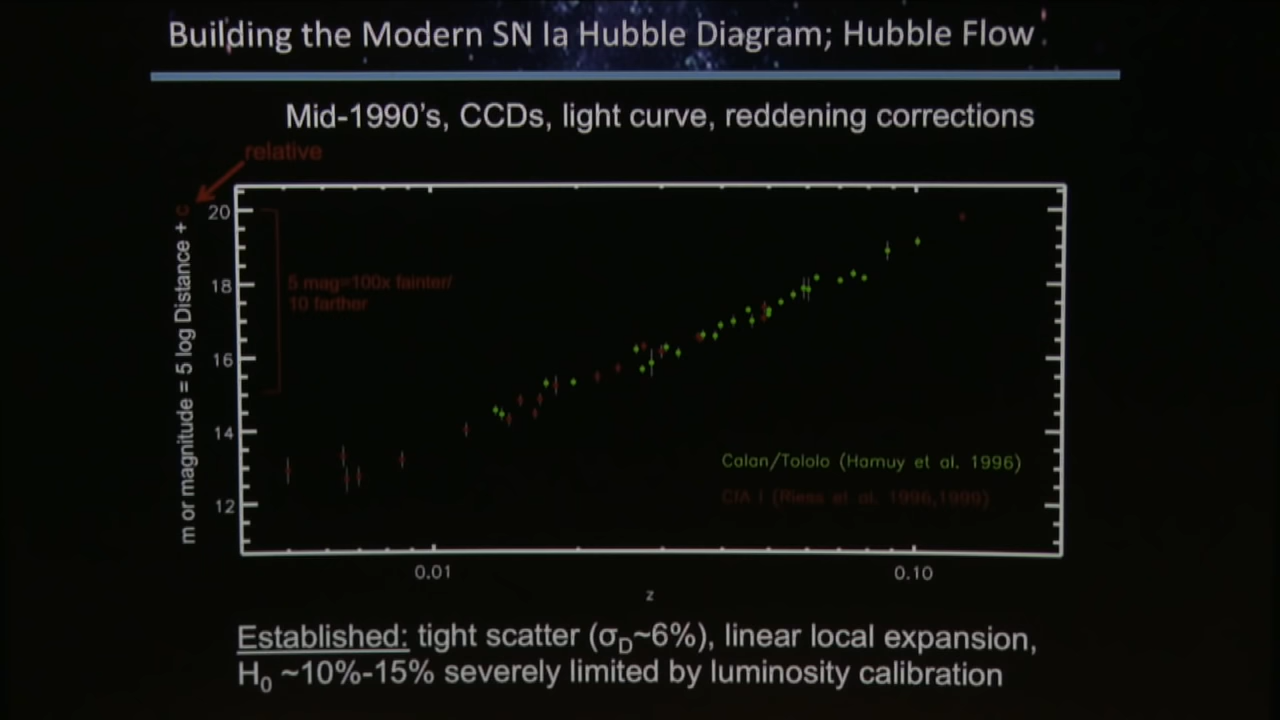 Building the Modern SN Ia Hubble Diagram; Hubble Flow
Mid-1990's, CCDs, light curve, reddening corrections
relative
m or magnitude = 5 log Distance + c
20
18
16
14
12
5 mag=100x fainter/
10 farther
Calan/Tololo (Hamuy et al. 1996)
CfA I (Riess et al. 1996,1999)
0.01
0.10
z
Established: tight scatter (σD~6%), linear local expansion,
H0 ~10%-15% severely limited by luminosity calibration